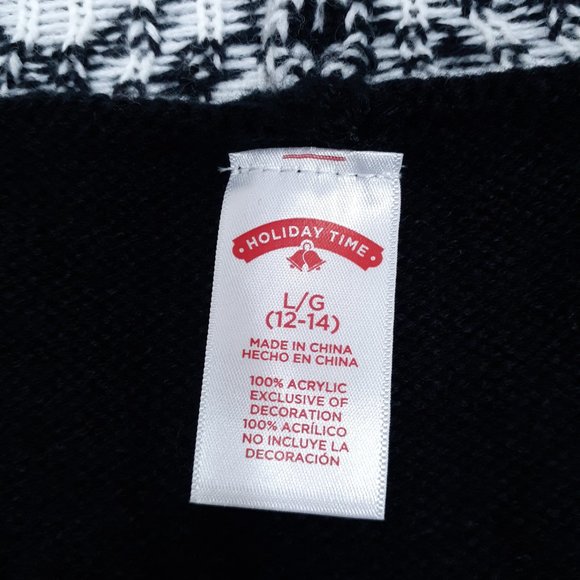 • HOLIDAY TIME •
L/G
(12-14)
MADE IN CHINA
HECHO EN CHINA
100% ACRYLIC
EXCLUSIVE OF
DECORATION
100% ACRÍLICO
NO INCLUYE LA
DECORACIÓN